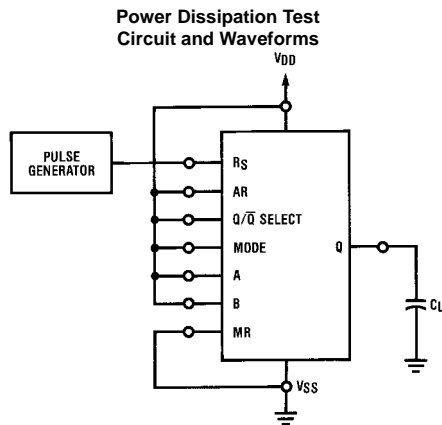 Power Dissipation Test
Circuit and Waveforms
VDD
PULSE
GENERATOR
RS
AR
Q/Q̅ SELECT
MODE
A
B
MR
Q
CL
VSS